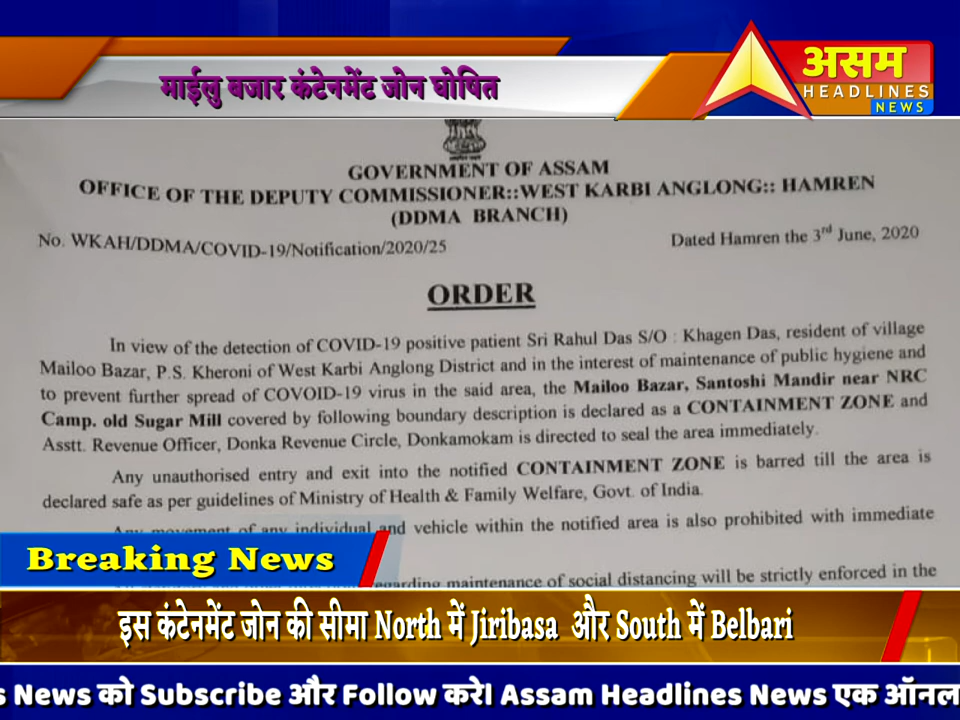 माईलु बजार कंटेनमेंट जोन घोषित
असम
HEADLINES
NEWS
GOVERNMENT OF ASSAM
OFFICE OF THE DEPUTY COMMISSIONER::WEST KARBI ANGLONG:: HAMREN
(DDMA BRANCH)
No. WKAH/DDMA/COVID-19/Notification/2020/25 Dated Hamren the 3rd June, 2020
ORDER
In view of the detection of COVID-19 positive patient Sri Rahul Das S/O : Khagen Das, resident of village
Mailoo Bazar, P.S. Kheroni of West Karbi Anglong District and in the interest of maintenance of public hygiene and
to prevent further spread of COVOID-19 virus in the said area, the Mailoo Bazar, Santoshi Mandir near NRC
Camp. old Sugar Mill covered by following boundary description is declared as a CONTAINMENT ZONE and
Asstt. Revenue Officer, Donka Revenue Circle, Donkamokam is directed to seal the area immediately.
Any unauthorised entry and exit into the notified CONTAINMENT ZONE is barred till the area is
declared safe as per guidelines of Ministry of Health & Family Welfare, Govt. of India.
Any movement of any individual and vehicle within the notified area is also prohibited with immediate
regarding maintenance of social distancing will be strictly enforced in the
Breaking News
इस कंटेनमेंट जोन की सीमा North में Jiribasa और South में Belbari
s News को Subscribe और Follow करें। Assam Headlines News एक ऑनल